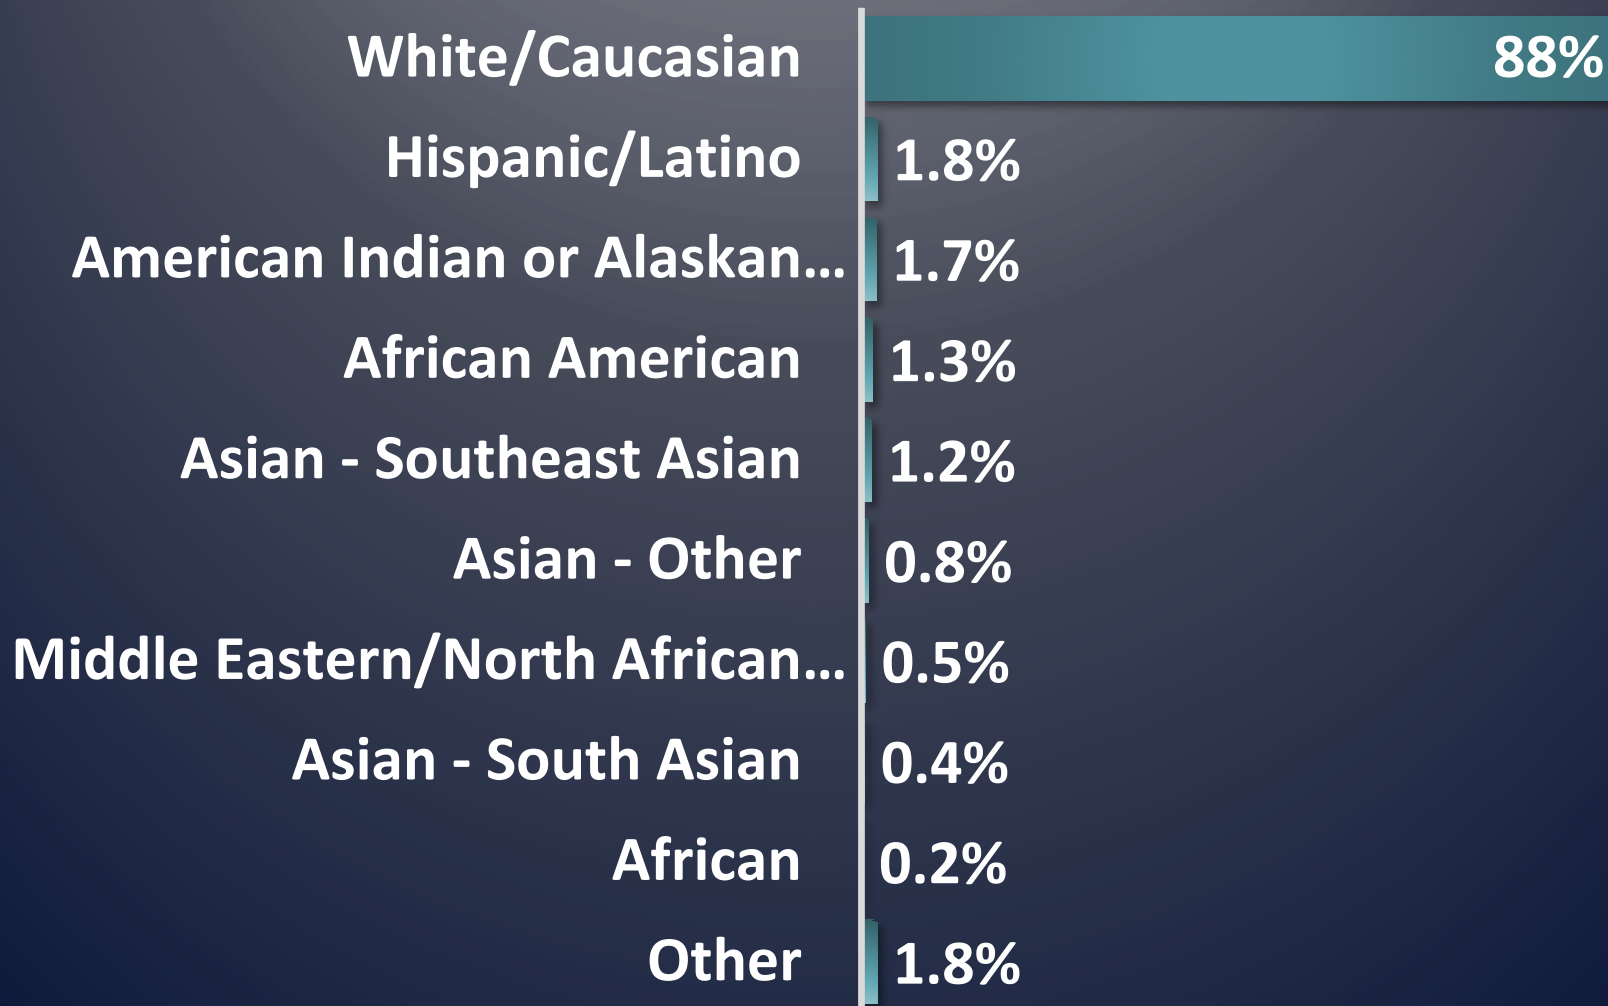 White/Caucasian 88%
Hispanic/Latino 1.8%
American Indian or Alaskan... 1.7%
African American 1.3%
Asian - Southeast Asian 1.2%
Asian - Other 0.8%
Middle Eastern/North African... 0.5%
Asian - South Asian 0.4%
African 0.2%
Other 1.8%